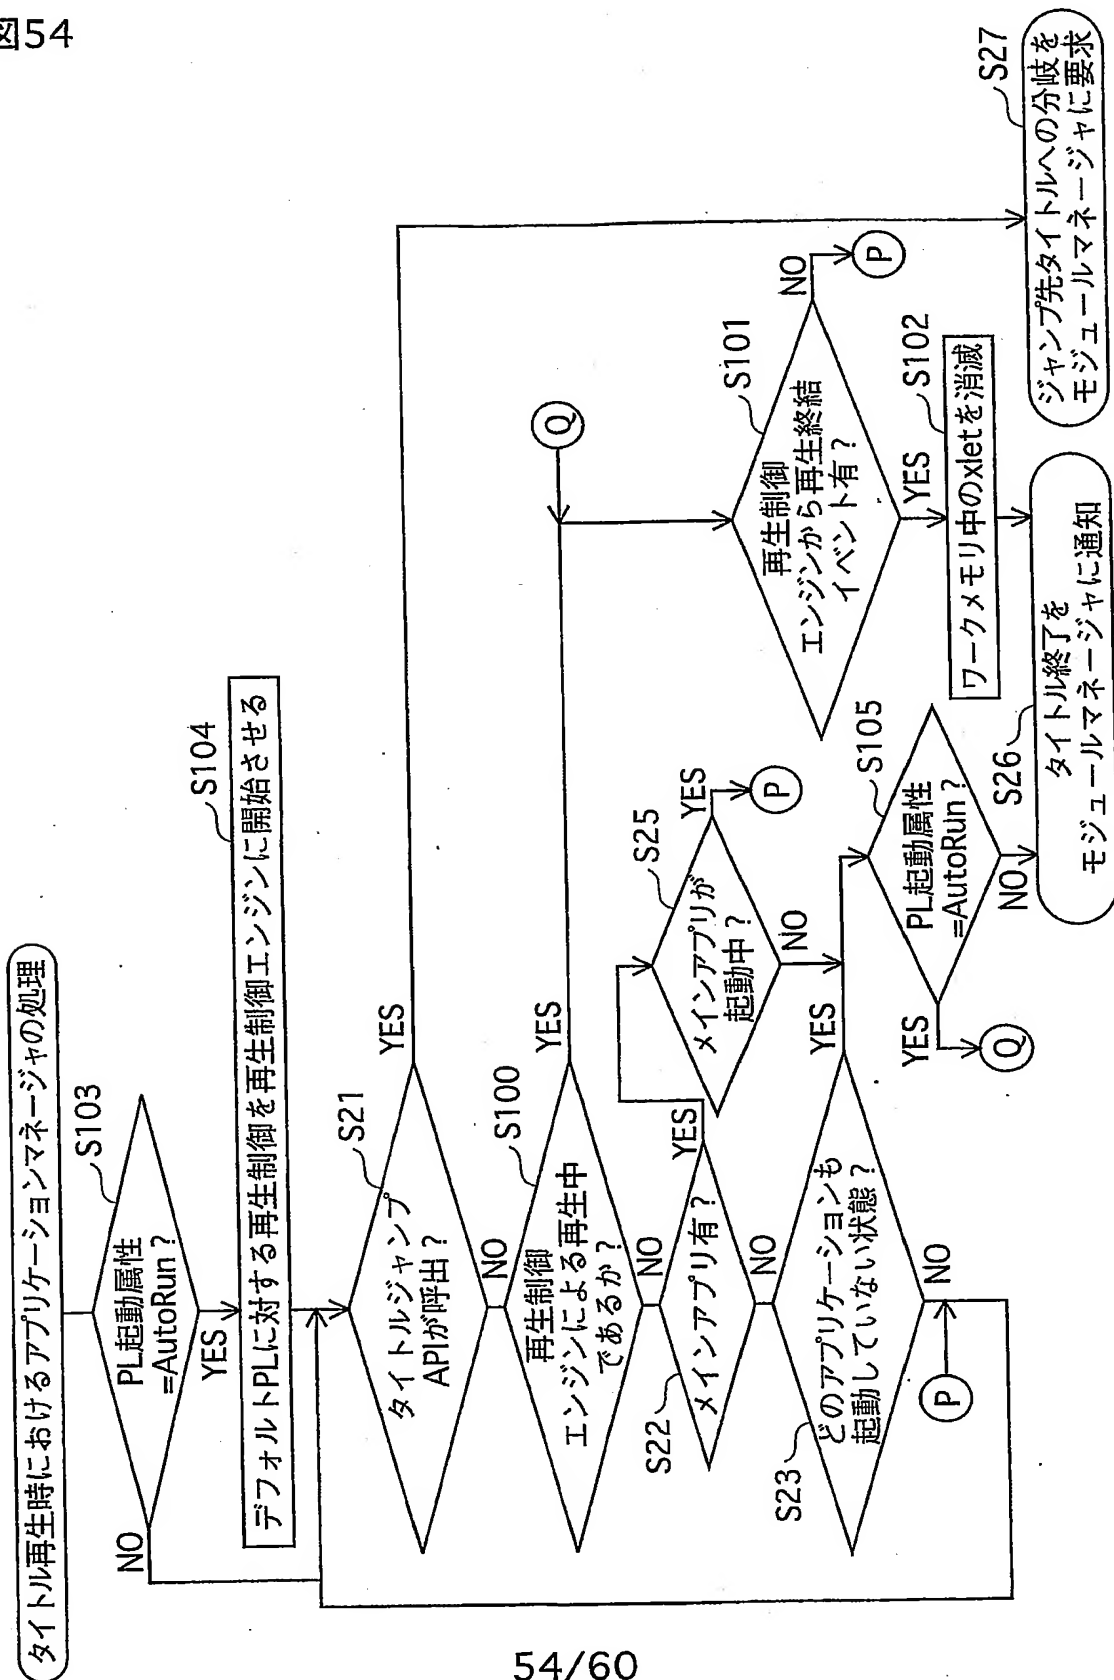 図54
タイトル再生時におけるアプリケーションマネージャの処理
S103
PL起動属性
=AutoRun?
NO
YES
S104
デフォルトPLに対する再生制御を再生制御エンジンに開始させる
S21
タイトルジャンプ
APIが呼出?
YES
NO
S100
再生制御
エンジンによる再生中
であるか?
YES
NO
S22
メインアプリ有?
YES
NO
S25
メインアプリが
起動中?
YES
P
NO
S23
どのアプリケーションも
起動していない状態?
YES
NO
P
S105
PL起動属性
=AutoRun?
YES
Q
NO
Q
S101
再生制御
エンジンから再生終結
イベント有?
NO
P
YES
S102
ワークメモリ中のxletを消滅
S26
タイトル終了を
モジュールマネージャに通知
S27
ジャンプ先タイトルへの分岐を
モジュールマネージャに要求
54/60